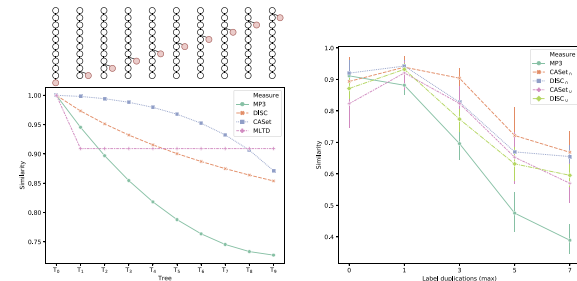 Measure
MP3
DISC
CASet
MLTD
1.00
0.95
0.90
0.85
0.80
0.75
Similarity
T0 T1 T2 T3 T4 T5 T6 T7 T8 T9
Tree
Measure
MP3
CASet∩
DISC∩
CASet∪
DISC∪
1.0
0.9
0.8
0.7
0.6
0.5
0.4
Similarity
0 1 3 5 7
Label duplications (max)